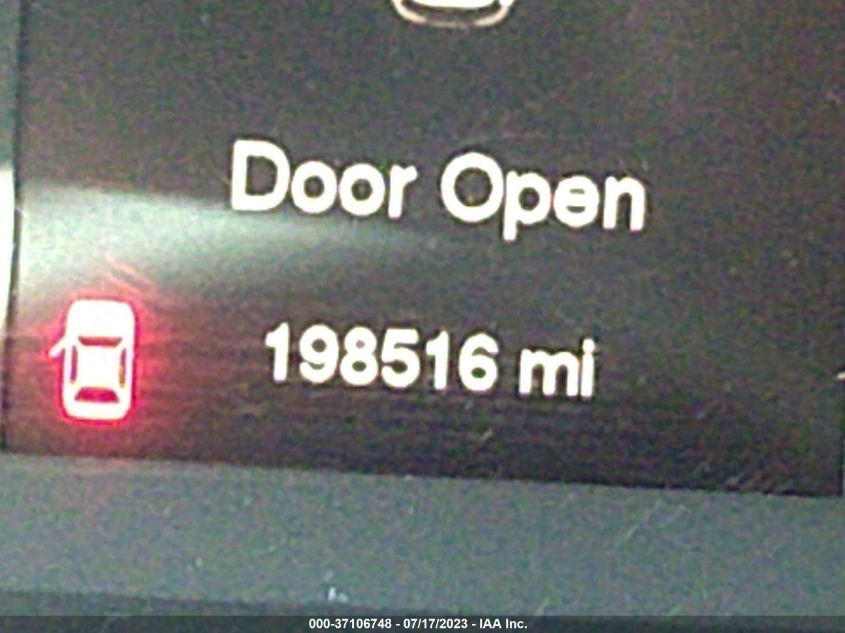 Door Open
198516 mi
000-37106748 - 07/17/2023 - IAA Inc.